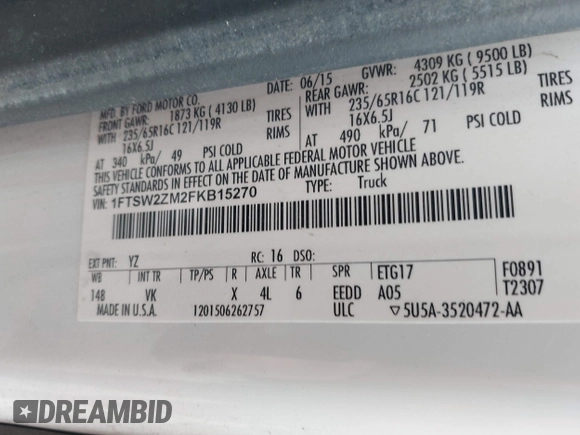 MFD. BY FORD MOTOR CO.
DATE: 06/15 GVWR: 4309 KG ( 9500 LB)
FRONT GAWR: 1873 KG ( 4130 LB) REAR GAWR: 2502 KG ( 5515 LB)
WITH 235/65R16C 121/119R TIRES WITH 235/65R16C 121/119R TIRES
16X6.5J RIMS 16X6.5J RIMS
AT 340 kPa/ 49 PSI COLD AT 490 kPa/ 71 PSI COLD
THIS VEHICLE CONFORMS TO ALL APPLICABLE FEDERAL MOTOR VEHICLE
SAFETY STANDARDS IN EFFECT ON THE DATE OF MANUFACTURE SHOWN ABOVE.
VIN: 1FTSW2ZM2FKB15270 TYPE: Truck
EXT PNT: YZ RC: 16 DSO:
WB INT TR TP/PS R AXLE TR SPR ETG17 F0891
148 VK X 4L 6 EEDD A05 T2307
MADE IN U.S.A. 1201506262757 ULC ▽5U5A-3520472-AA
DREAMBID